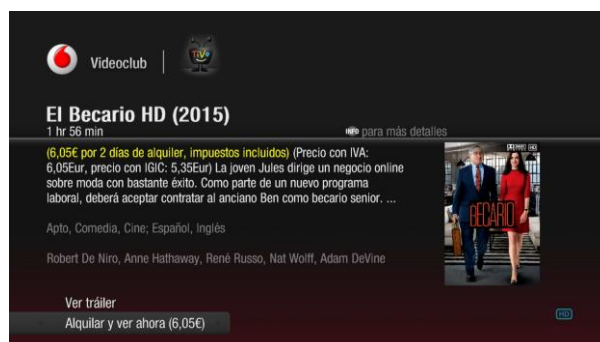 Videoclub
TiVo
El Becario HD (2015)
1 hr 56 min
INFO para más detalles
(6,05€ por 2 días de alquiler, impuestos incluidos) (Precio con IVA:
6,05Eur, precio con IGIC: 5,35Eur) La joven Jules dirige un negocio online
sobre moda con bastante éxito. Como parte de un nuevo programa
laboral, deberá aceptar contratar al anciano Ben como becario senior. ...
Apto, Comedia, Cine; Español, Inglés
Robert De Niro, Anne Hathaway, René Russo, Nat Wolff, Adam DeVine
HD
BECARIO
Ver tráiler
Alquilar y ver ahora (6,05€)
HD